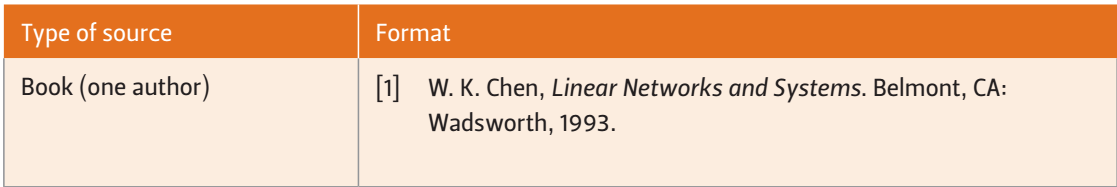 Type of source
Format
Book (one author)
[1] W. K. Chen, Linear Networks and Systems. Belmont, CA:
Wadsworth, 1993.